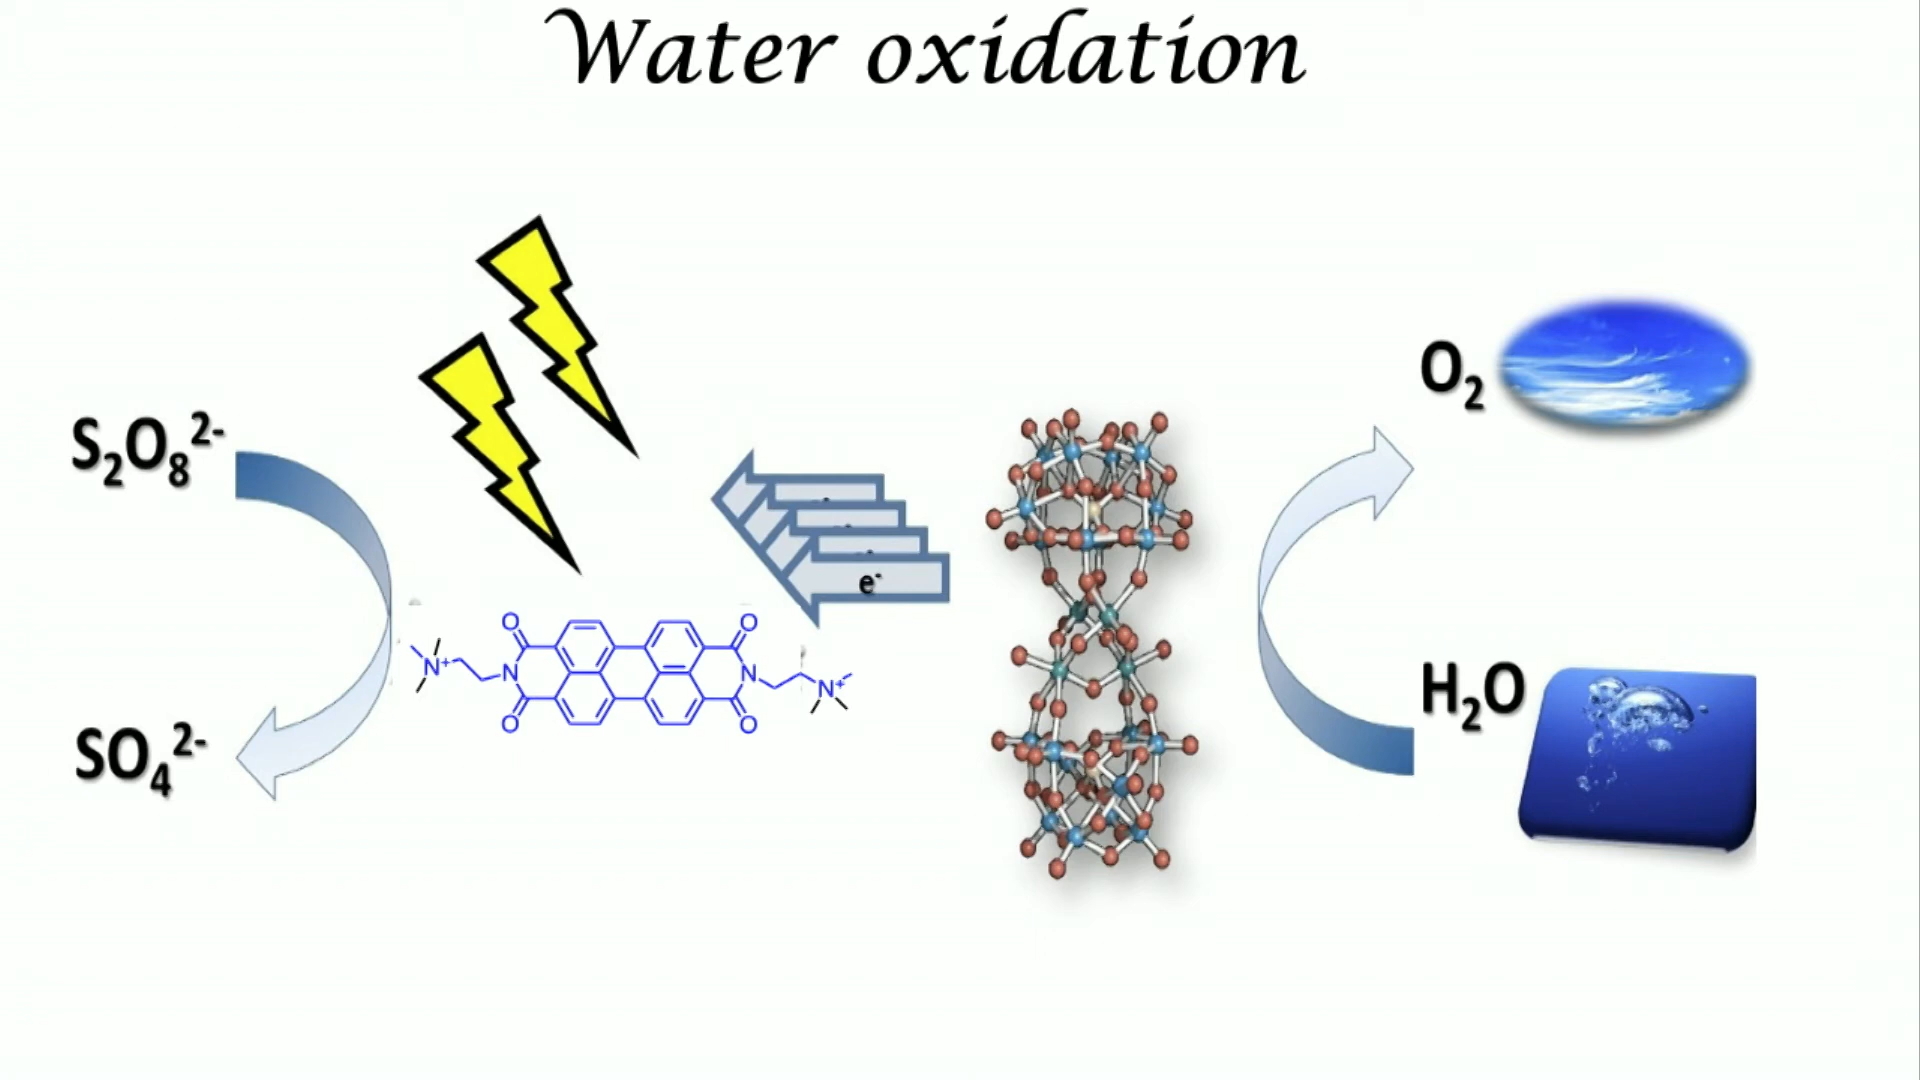 Water oxidation
S₂O₈²⁻
SO₄²⁻
e⁻
O₂
H₂O
O
O
N⁺
N
N
N⁺
O
O